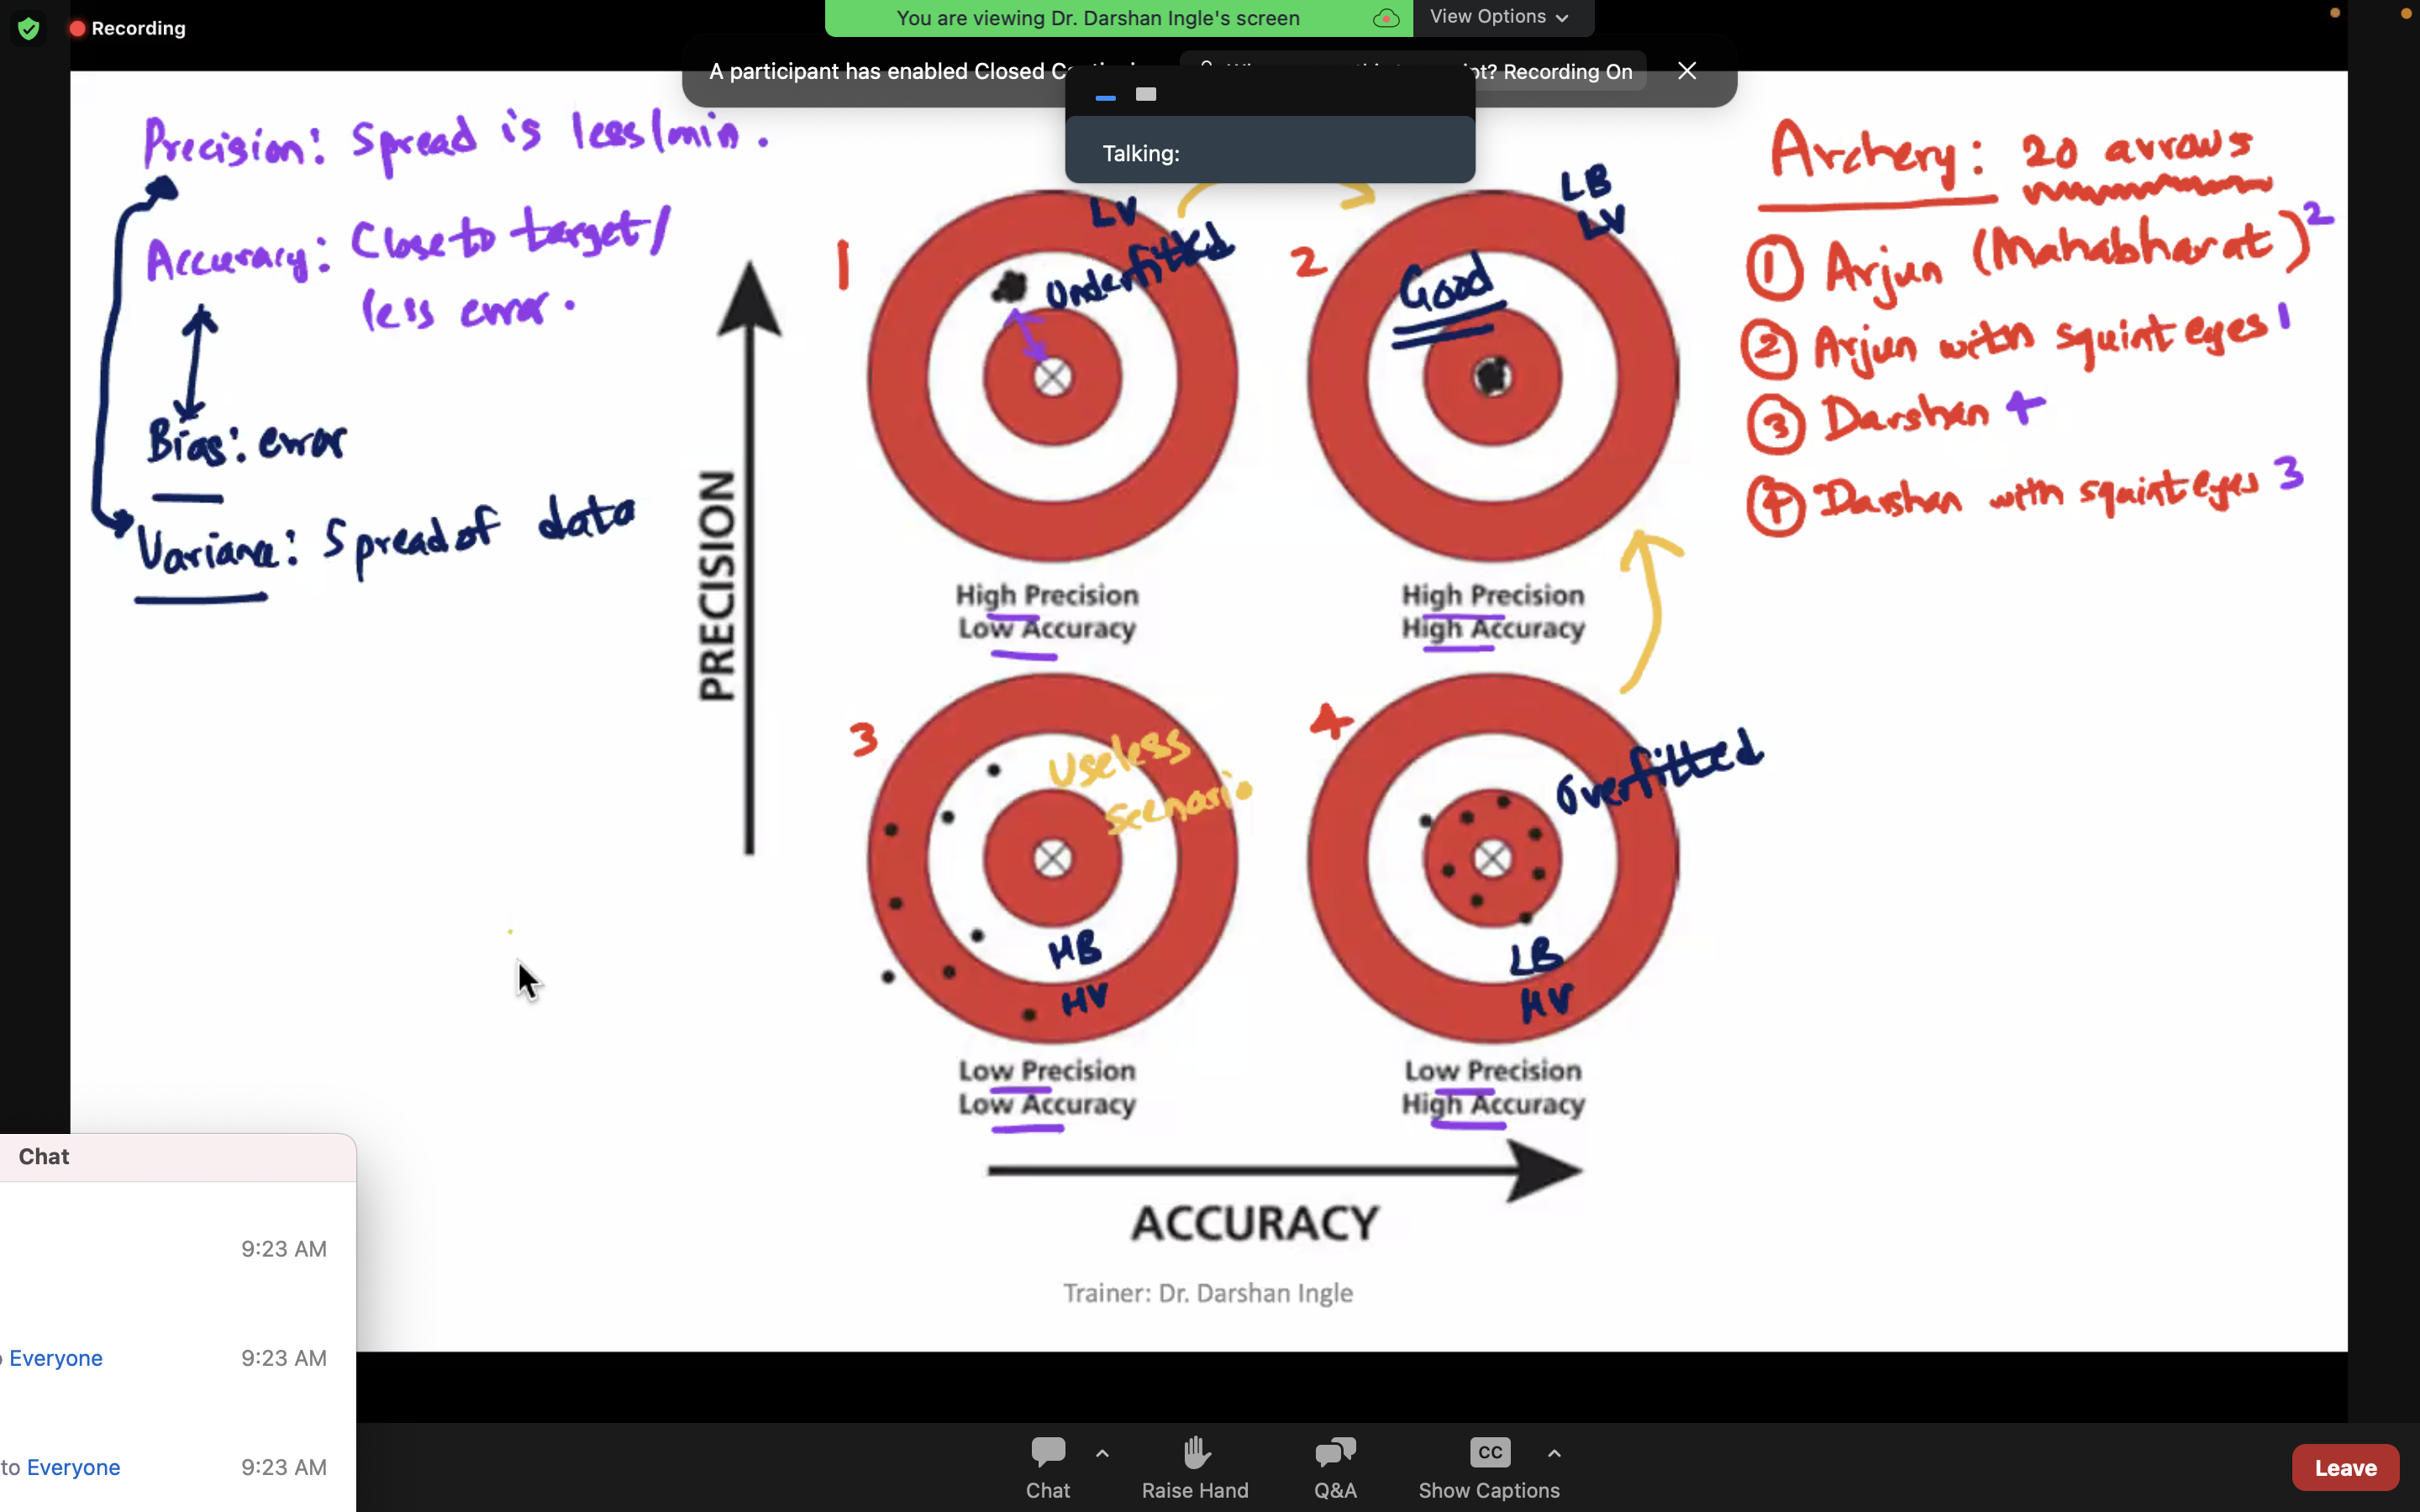 Recording
You are viewing Dr. Darshan Ingle's screen
View Options
A participant has enabled Closed
? Recording On
Talking:
Precision: Spread is less/min.
Accuracy: Close to target/
less error.
Bias: error
Variance: Spread of data
PRECISION
1
LV
Underfitted
High Precision
Low Accuracy
2
LB
LV
Good
High Precision
High Accuracy
3
Useless
scenario
HB
HV
Low Precision
Low Accuracy
4
Overfitted
LB
HV
Low Precision
High Accuracy
ACCURACY
Trainer: Dr. Darshan Ingle
Archery: 20 arrows
① Arjun (Mahabharat) 2
② Arjun with squint eyes 1
③ Darshan 4
④ Darshan with squint eyes 3
Chat
9:23 AM
Everyone 9:23 AM
to Everyone 9:23 AM
Chat
Raise Hand
Q&A
CC
Show Captions
Leave